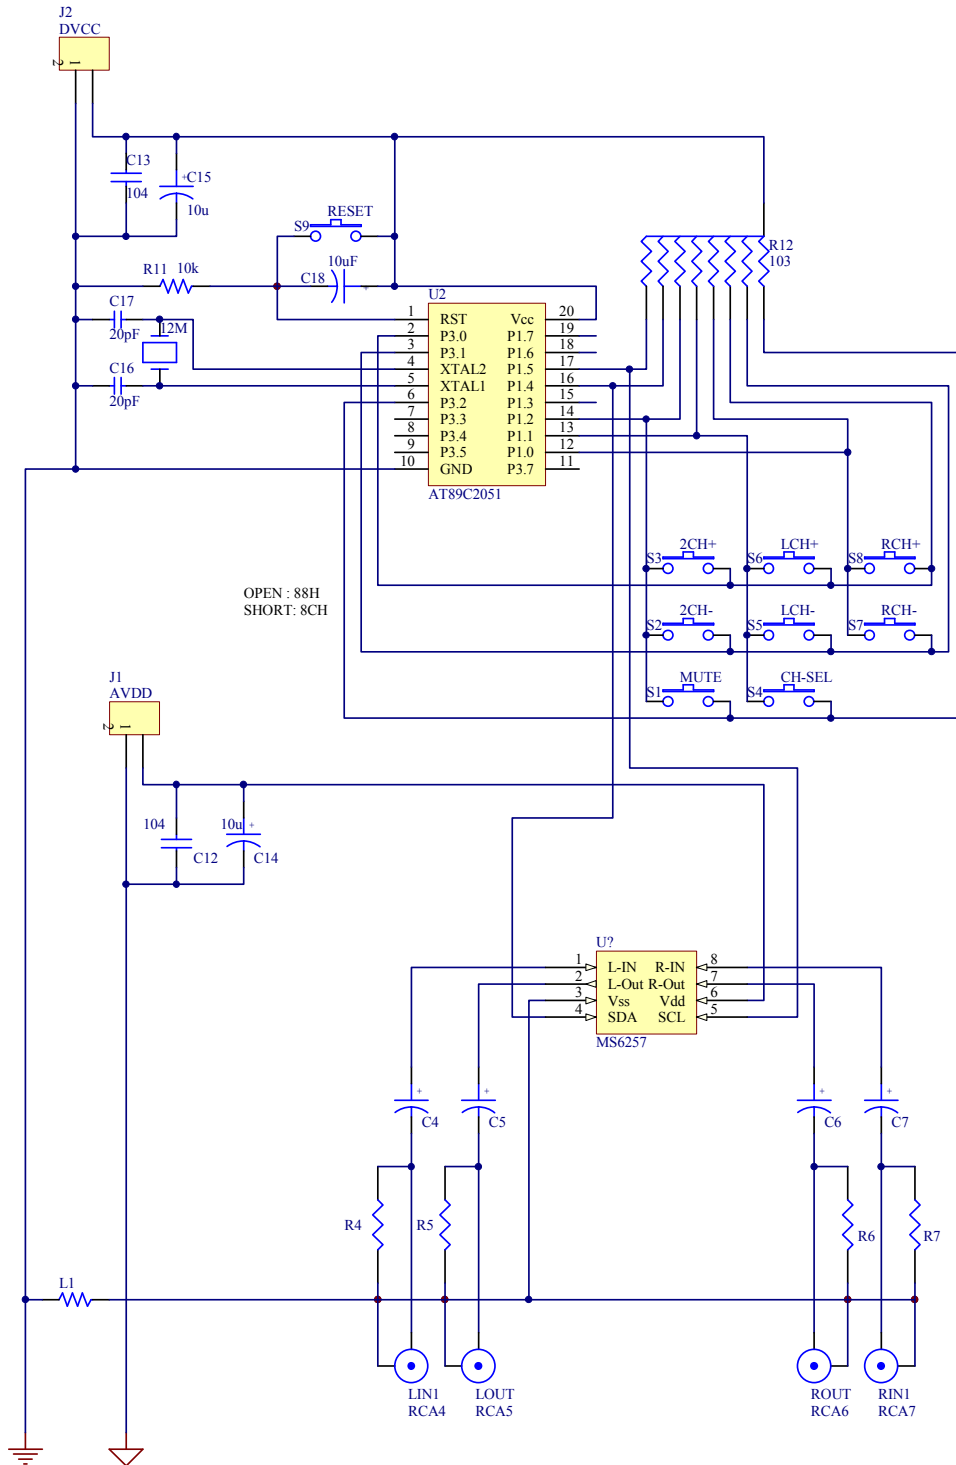 J2
DVCC
2 1
C13
104
+ C15
10u
RESET
S9
R12
103
R11 10k
C18 10uF
+
C17
20pF
12M
C16
20pF
U2
1 RST Vcc 20
2 P3.0 P1.7 19
3 P3.1 P1.6 18
4 XTAL2 P1.5 17
5 XTAL1 P1.4 16
6 P3.2 P1.3 15
7 P3.3 P1.2 14
8 P3.4 P1.1 13
9 P3.5 P1.0 12
10 GND P3.7 11
AT89C2051
S3 2CH+ S6 LCH+ S8 RCH+
OPEN : 88H
SHORT: 8CH
S2 2CH- S5 LCH- S7 RCH-
S1 MUTE S4 CH-SEL
J1
AVDD
2 1
104
C12
10u +
C14
U?
1 L-IN R-IN 8
2 L-Out R-Out 7
3 Vss Vdd 6
4 SDA SCL 5
MS6257
+ + + +
C4 C5 C6 C7
R4 R5 R6 R7
L1
LIN1 LOUT ROUT RIN1
RCA4 RCA5 RCA6 RCA7